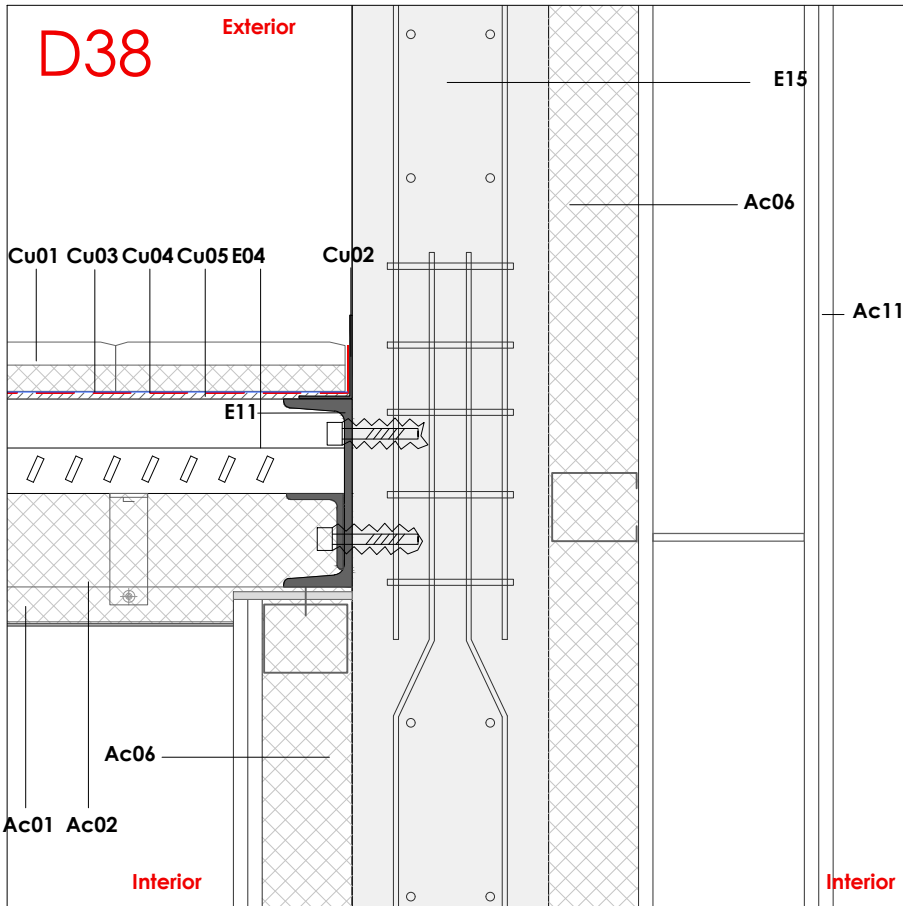 D38
Exterior
E15
Ac06
Cu01 Cu03 Cu04 Cu05 E04 Cu02
Ac11
E11
Ac06
Ac01 Ac02
Interior
Interior